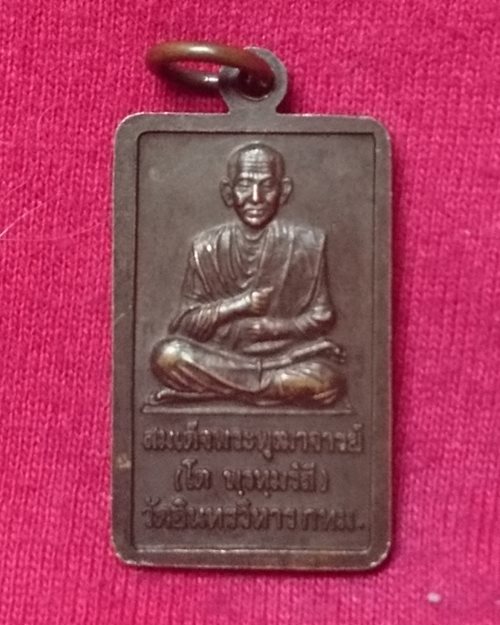 สมเด็จพระพุฒาจารย์
(โต พรหมรังสี)
วัดอินทรวิหาร กทม.